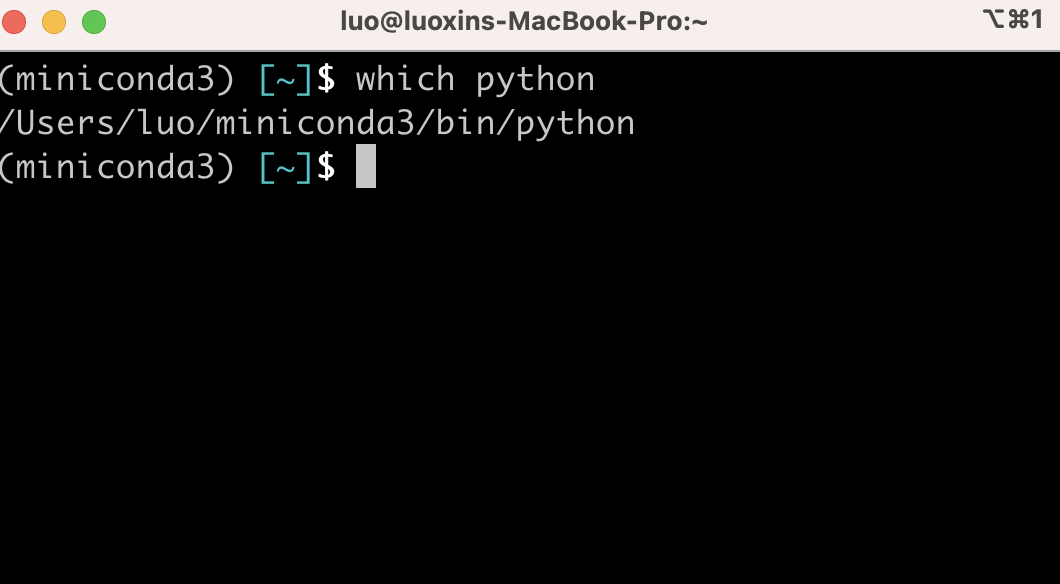 luo@luoxins-MacBook-Pro:~ ⌥⌘1
(miniconda3) [~]$ which python
/Users/luo/miniconda3/bin/python
(miniconda3) [~]$